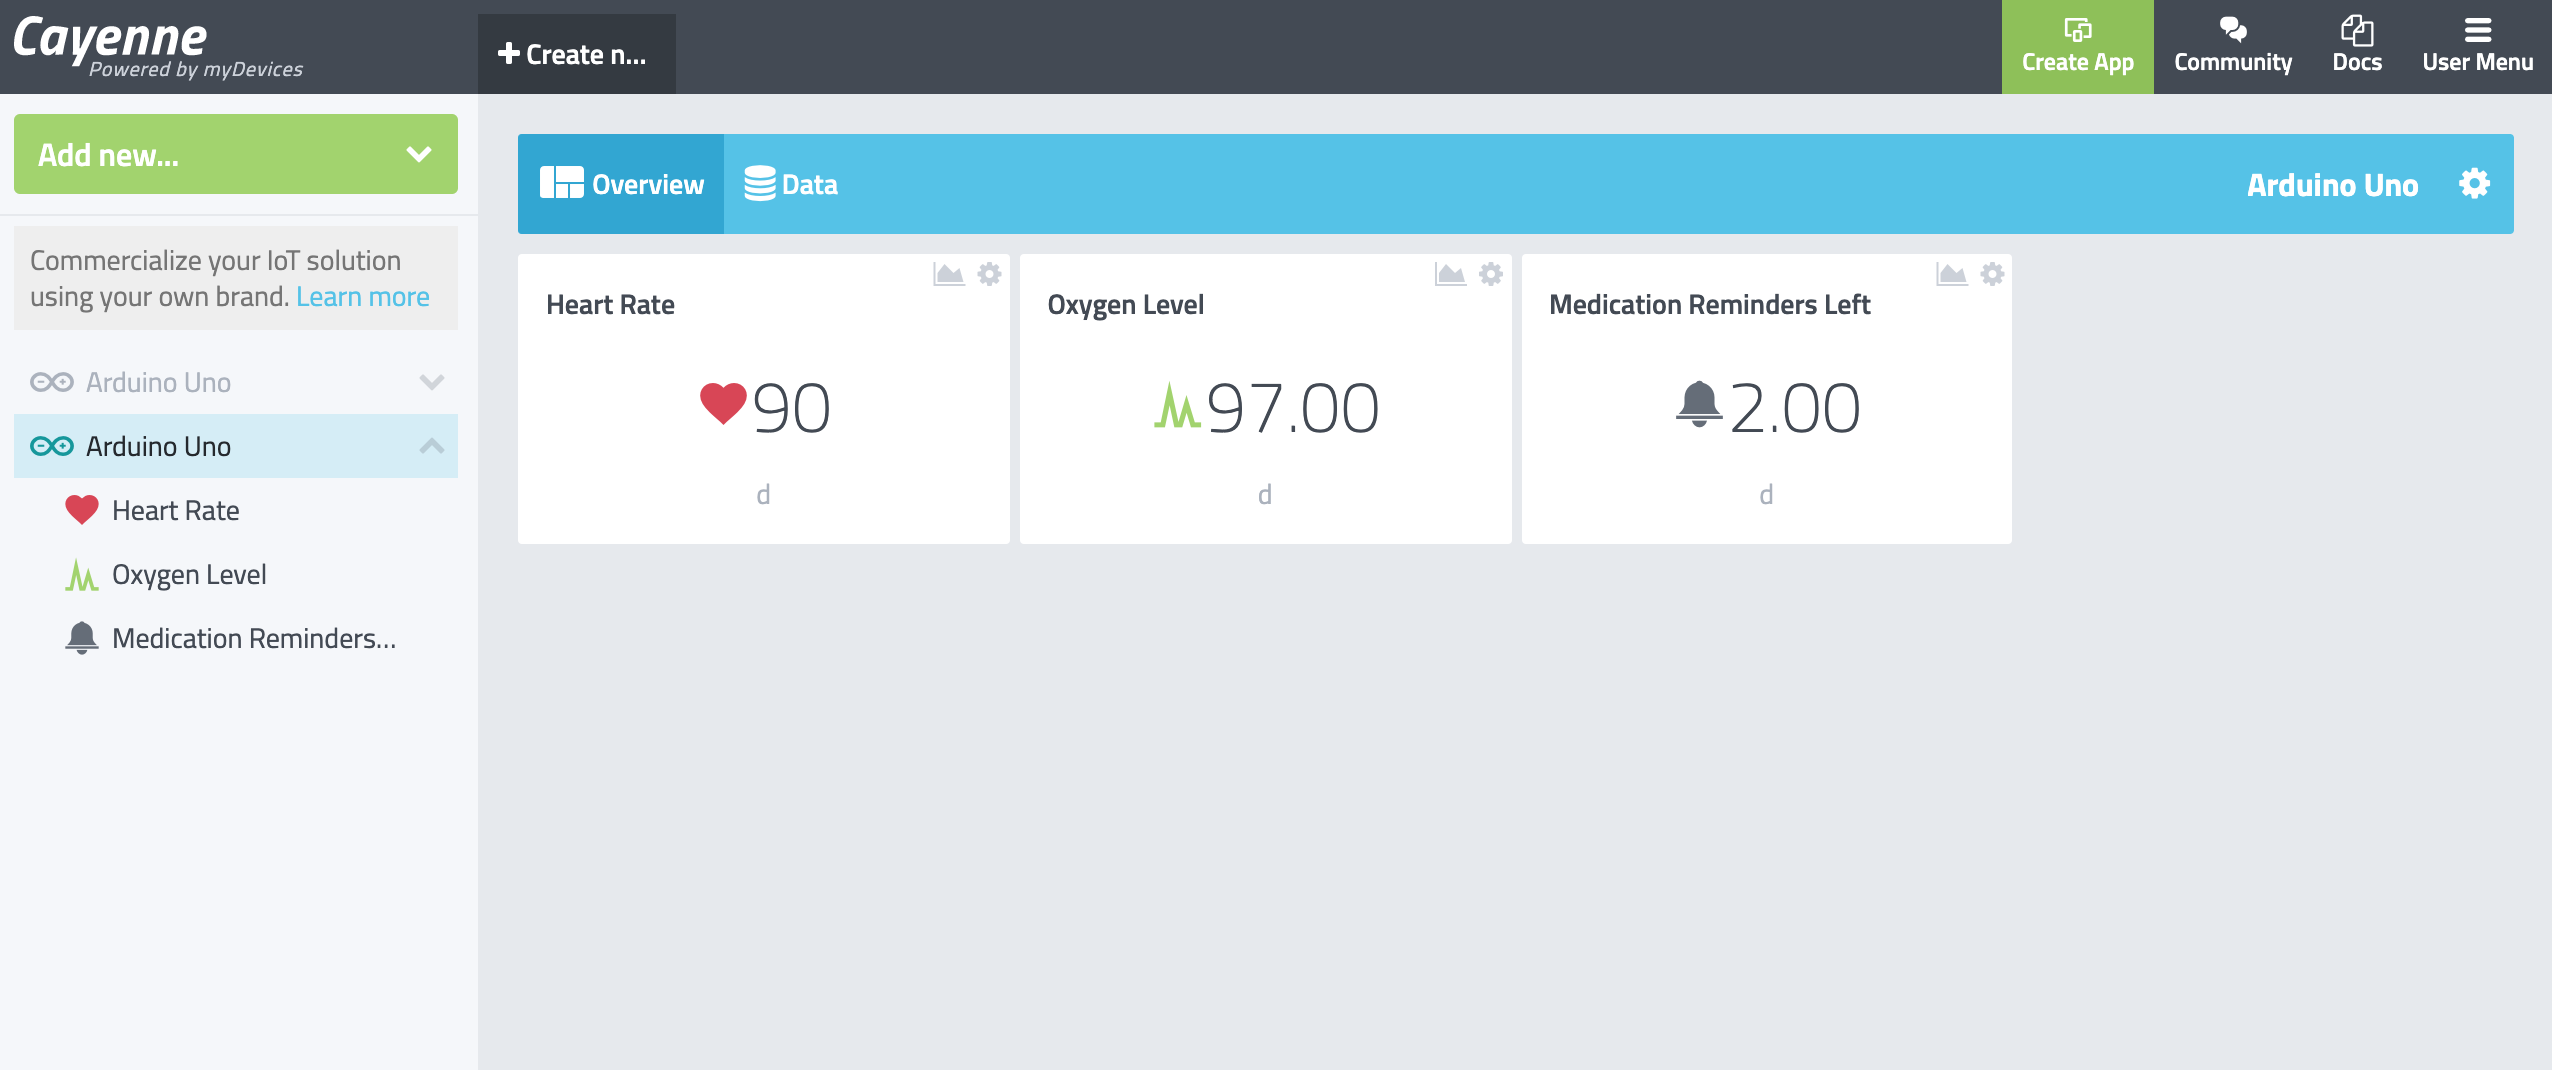 Cayenne
Powered by myDevices
Create n...
Create App
Community
Docs
User Menu
Add new...
Commercialize your IoT solution
using your own brand. Learn more
Arduino Uno
Arduino Uno
Heart Rate
Oxygen Level
Medication Reminders...
Overview
Data
Arduino Uno
Heart Rate
90
d
Oxygen Level
97.00
d
Medication Reminders Left
2.00
d